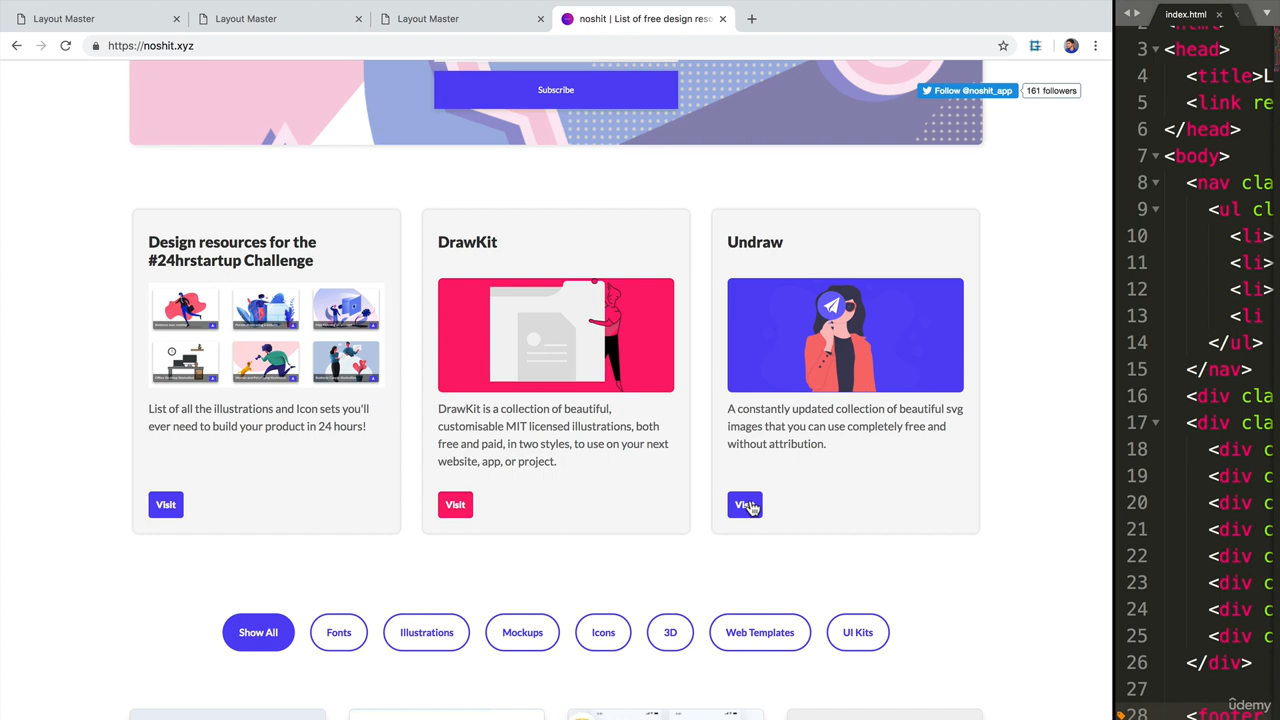 Layout Master
Layout Master
Layout Master
noshit | List of free design reso
index.html
https://noshit.xyz
Subscribe
Follow @noshit_app
161 followers
Design resources for the
#24hrstartup Challenge
List of all the illustrations and Icon sets you'll
ever need to build your product in 24 hours!
Visit
DrawKit
DrawKit is a collection of beautiful,
customisable MIT licensed illustrations, both
free and paid, in two styles, to use on your next
website, app, or project.
Visit
Undraw
A constantly updated collection of beautiful svg
images that you can use completely free and
without attribution.
Visit
Show All
Fonts
Illustrations
Mockups
Icons
3D
Web Templates
UI Kits
3 <head>
4 <title>L
5 <link re
6 </head>
7 <body>
8 <nav cla
9 <ul cl
10 <li>
11 <li>
12 <li>
13 <li
14 </ul>
15 </nav>
16 <div cla
17 <div cla
18 <div c
19 <div c
20 <div c
21 <div c
22 <div c
23 <div c
24 <div c
25 <div c
26 </div>
27
28 <footer
udemy